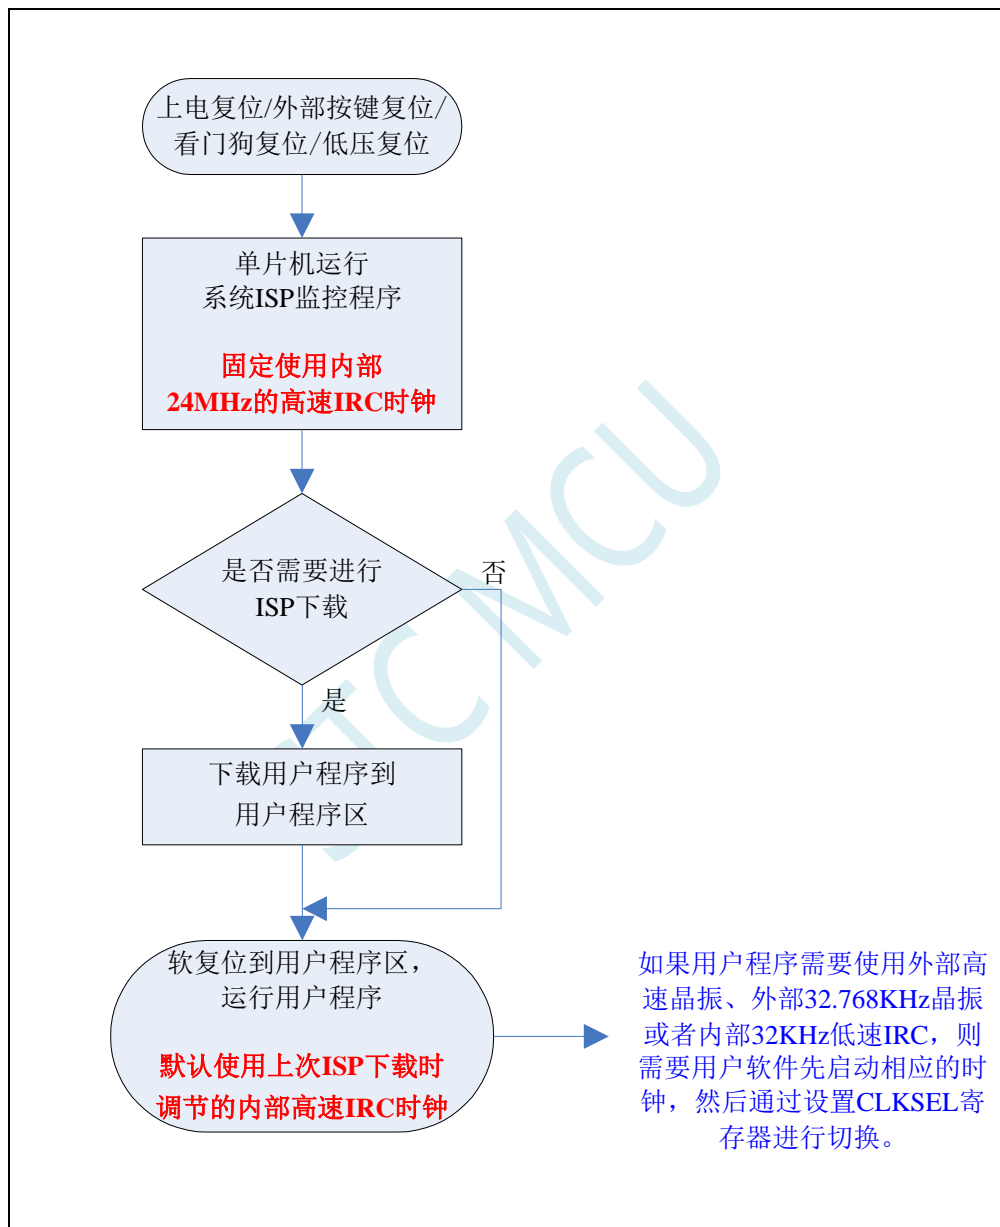 上电复位/外部按键复位/
看门狗复位/低压复位
单片机运行
系统ISP监控程序
固定使用内部
24MHz的高速IRC时钟
是否需要进行
ISP下载
否
是
下载用户程序到
用户程序区
软复位到用户程序区，
运行用户程序
默认使用上次ISP下载时
调节的内部高速IRC时钟
如果用户程序需要使用外部高
速晶振、外部32.768KHz晶振
或者内部32KHz低速IRC，则
需要用户软件先启动相应的时
钟，然后通过设置CLKSEL寄
存器进行切换。
STC MCU